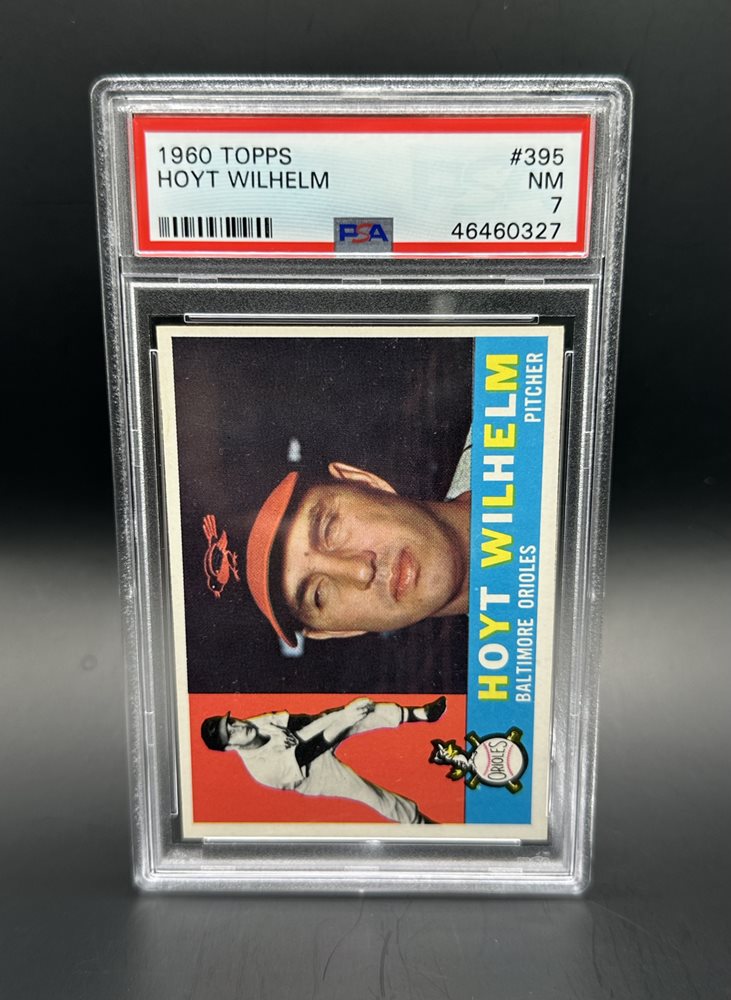 1960 TOPPS #395
HOYT WILHELM NM
7
PSA 46460327
HOYT WILHELM
BALTIMORE ORIOLES PITCHER
ORIOLES